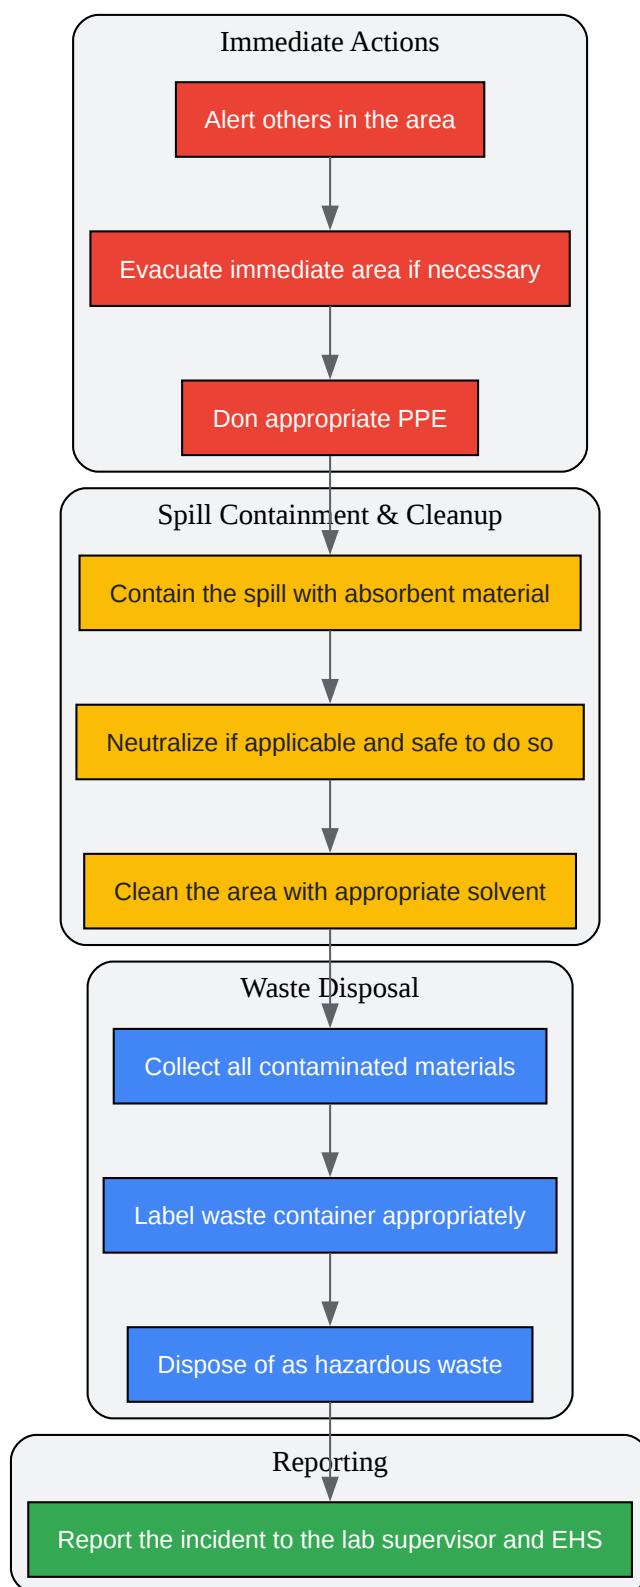 Immediate Actions
Alert others in the area
Evacuate immediate area if necessary
Don appropriate PPE
Spill Containment & Cleanup
Contain the spill with absorbent material
Neutralize if applicable and safe to do so
Clean the area with appropriate solvent
Waste Disposal
Collect all contaminated materials
Label waste container appropriately
Dispose of as hazardous waste
Reporting
Report the incident to the lab supervisor and EHS